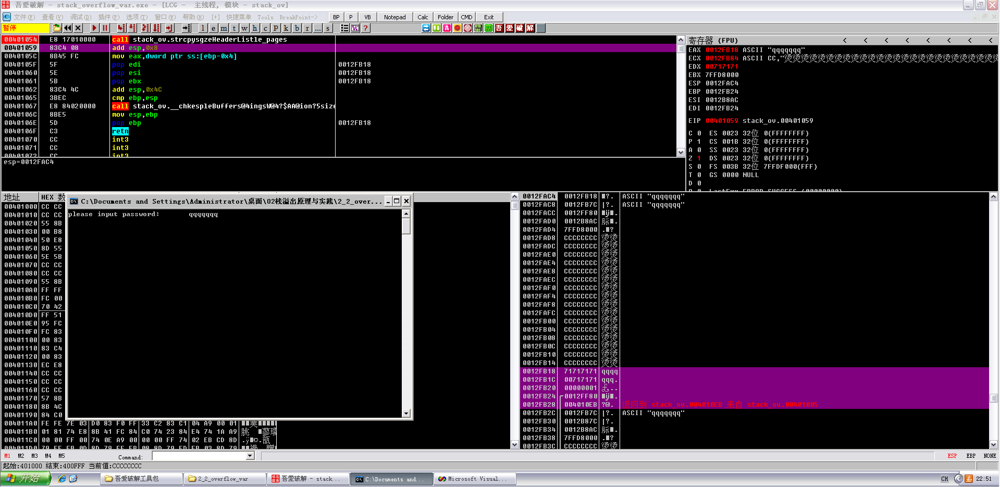 吾爱破解 - stack_overflow_var.exe - [LCG - 主线程, 模块 - stack_ov]
文件(F) 查看(V) 调试(D) 插件(P) 选项(T) 窗口(W) 帮助(H) [+] 快捷菜单 Tools BreakPoint->
BP P VB Notepad Calc Folder CMD Exit
暂停
l e m t w h c p k b r ... s
00401054 E8 17010000 call stack_ov.strcpysgzeHeaderListle_pages
00401059 83C4 08 add esp,0x8
0040105C 8B45 FC mov eax,dword ptr ss:[ebp-0x4]
0040105F 5F pop edi 0012FB18
00401060 5E pop esi 0012FB18
00401061 5B pop ebx 0012FB18
00401062 83C4 4C add esp,0x4C
00401065 3BEC cmp ebp,esp
00401067 E8 84020000 call stack_ov.__chkespleBuffers@4ingsW@4?$AA@ion?5size
0040106C 8BE5 mov esp,ebp
0040106E 5D pop ebp 0012FB18
0040106F C3 retn
00401070 CC int3
00401071 CC int3
00401072 CC int3
esp=0012FAC4
寄存器 (FPU) < < < < < < < <
EAX 0012FB18 ASCII "qqqqqqq"
ECX 0012FB84 ASCII CC,"烫烫烫烫烫烫烫烫烫烫烫烫烫烫烫烫烫烫烫烫烫烫烫烫烫
EDX 00717171
EBX 7FFD8000
ESP 0012FAC4
EBP 0012FB24
ESI 0012B8AC
EDI 0012FB24
EIP 00401059 stack_ov.00401059
C 0 ES 0023 32位 0(FFFFFFFF)
P 1 CS 001B 32位 0(FFFFFFFF)
A 0 SS 0023 32位 0(FFFFFFFF)
Z 1 DS 0023 32位 0(FFFFFFFF)
S 0 FS 003B 32位 7FFDF000(FFF)
T 0 GS 0000 NULL
D 0
O 0 LastErr ERROR_SUCCESS (00000000)
地址 HEX 数
00401000 CC CC
00401010 CC CC
00401020 55 8B
00401030 00 B8
00401040 50 E8
00401050 8D 55
00401060 5E 5B
00401070 CC CC
00401080 CC CC
00401090 55 8B
004010A0 FF FF
004010B0 FC 00
004010C0 70 42
004010D0 FF 51
004010E0 95 FC
004010F0 FC 83
00401100 00 83
00401110 83 C4
00401120 00 83
00401130 EC E8
00401140 CC CC
00401150 CC CC
00401160 CC CC
00401170 57 8B
00401180 8B 4C
00401190 84 C0
004011A0 FE FE 7E 03 D0 83 F0 FF 33 C2 83 C1 04 A9 00 01
004011B0 01 81 74 E8 8B 41 FC 84 C0 74 23 84 E4 74 1A A9
004011C0 00 00 FF 00 74 0E A9 00 00 00 FF 74 02 EB CD 8D
004011D0 79 FF EB 0D 8D 79 FE EB 08 8D 79 FD EB 03 8D 79
C:\Documents and Settings\Administrator\桌面\02栈溢出原理与实践\2_2_over...
please input password: qqqqqqq
0012FAC4 0012FB18 ASCII "qqqqqqq"
0012FAC8 0012FB7C |?. ASCII "qqqqqqq"
0012FACC 0012FF80
0012FAD0 0012B8AC
0012FAD4 7FFD8000
0012FAD8 CCCCCCCC 烫烫
0012FADC CCCCCCCC 烫烫
0012FAE0 CCCCCCCC 烫烫
0012FAE4 CCCCCCCC 烫烫
0012FAE8 CCCCCCCC 烫烫
0012FAEC CCCCCCCC 烫烫
0012FAF0 CCCCCCCC 烫烫
0012FAF4 CCCCCCCC 烫烫
0012FAF8 CCCCCCCC 烫烫
0012FAFC CCCCCCCC 烫烫
0012FB00 CCCCCCCC 烫烫
0012FB04 CCCCCCCC 烫烫
0012FB08 CCCCCCCC 烫烫
0012FB0C CCCCCCCC 烫烫
0012FB10 CCCCCCCC 烫烫
0012FB14 CCCCCCCC 烫烫
0012FB18 71717171 qqqq
0012FB1C 00717171 qqq.
0012FB20 00000001
0012FB24 0012FF80
0012FB28 004010EB ?@. 返回到 stack_ov.004010EB 来自 stack_ov.00401005
0012FB2C 0012FB7C |?. ASCII "qqqqqqq"
0012FB30 0012B87C |?.
0012FB34 0012B8AC
0012FB38 7FFD8000
0012FB3C CCCCCCCC 烫烫
M1 M2 M3 M4 M5 Command: ESP EBP NONE
起始:401000 结束:400FFF 当前值:CCCCCCCC
开始 吾爱破解工具包 2_2_overflow_var 吾爱破解 - stack... C:\Documents and... Microsoft Visual... CH 22:51